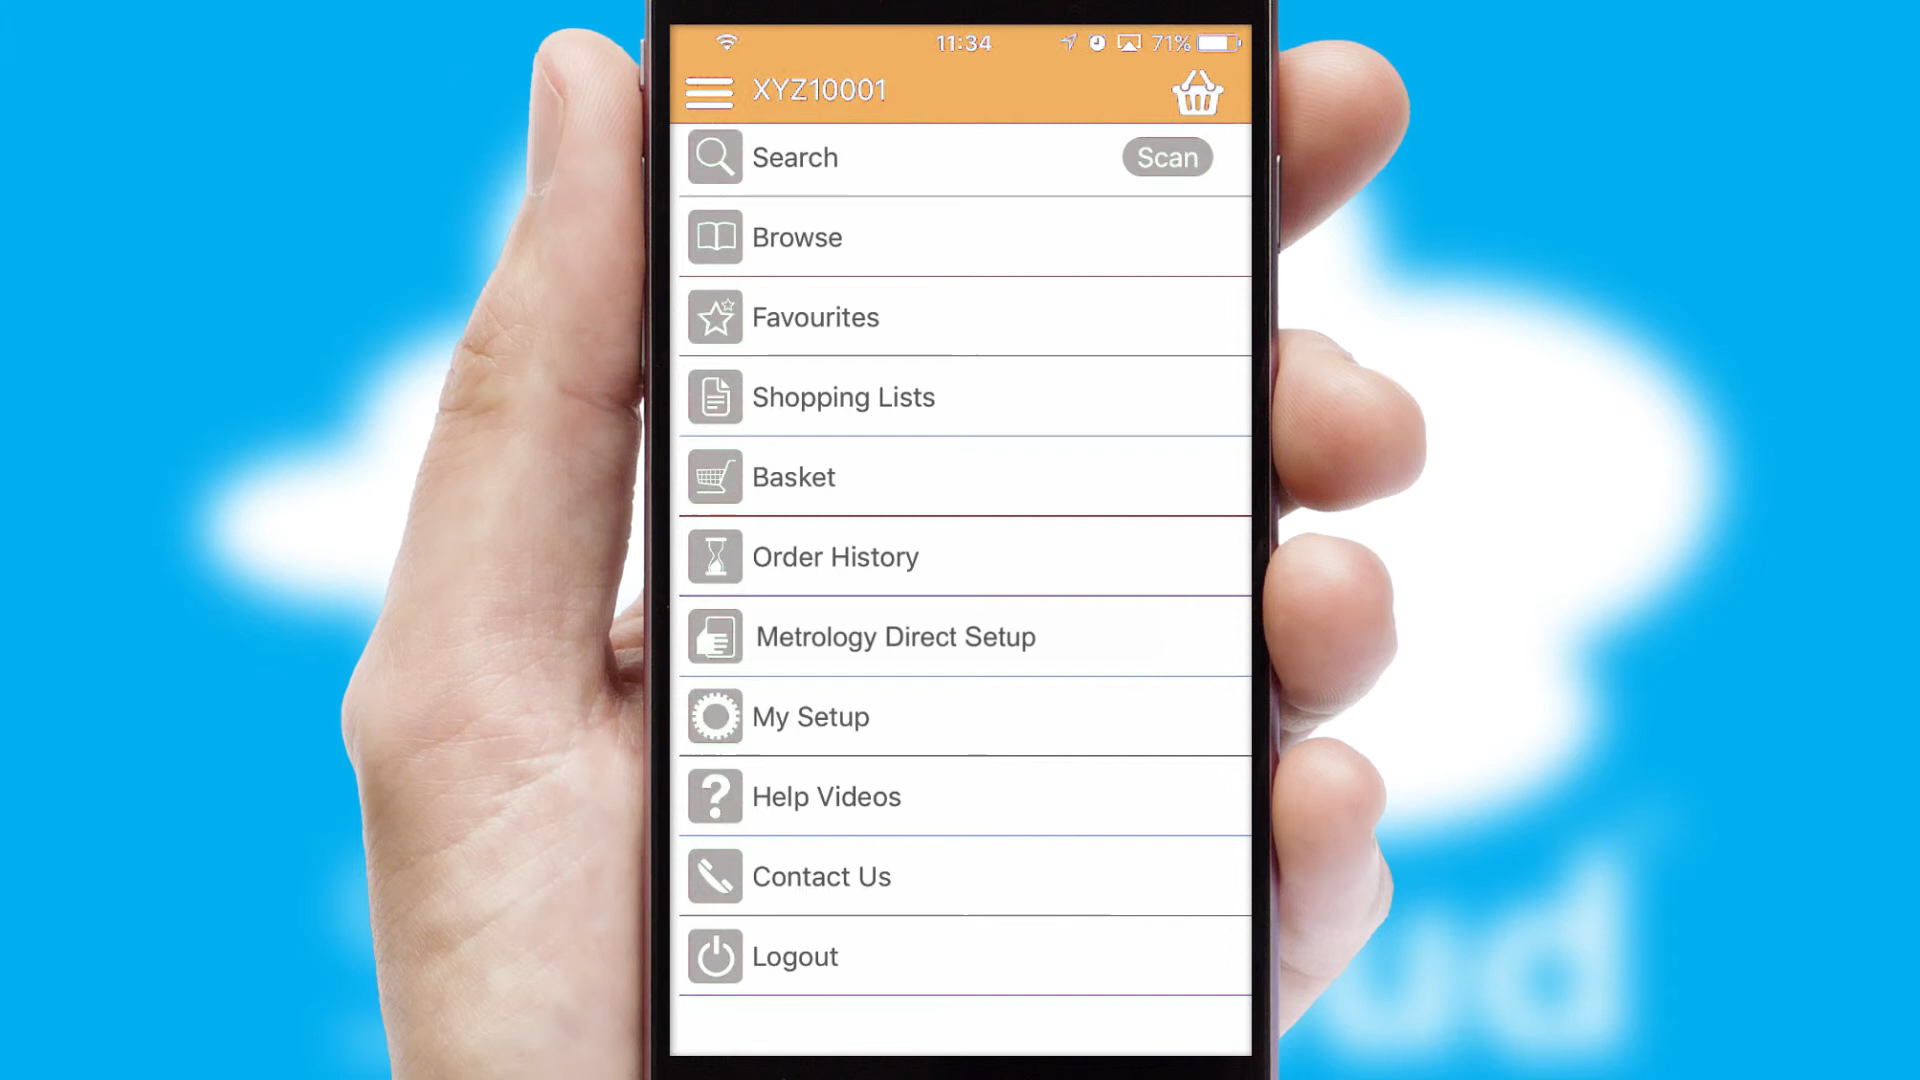 11:34 71%
XYZ10001
Search Scan
Browse
Favourites
Shopping Lists
Basket
Order History
Metrology Direct Setup
My Setup
Help Videos
Contact Us
Logout